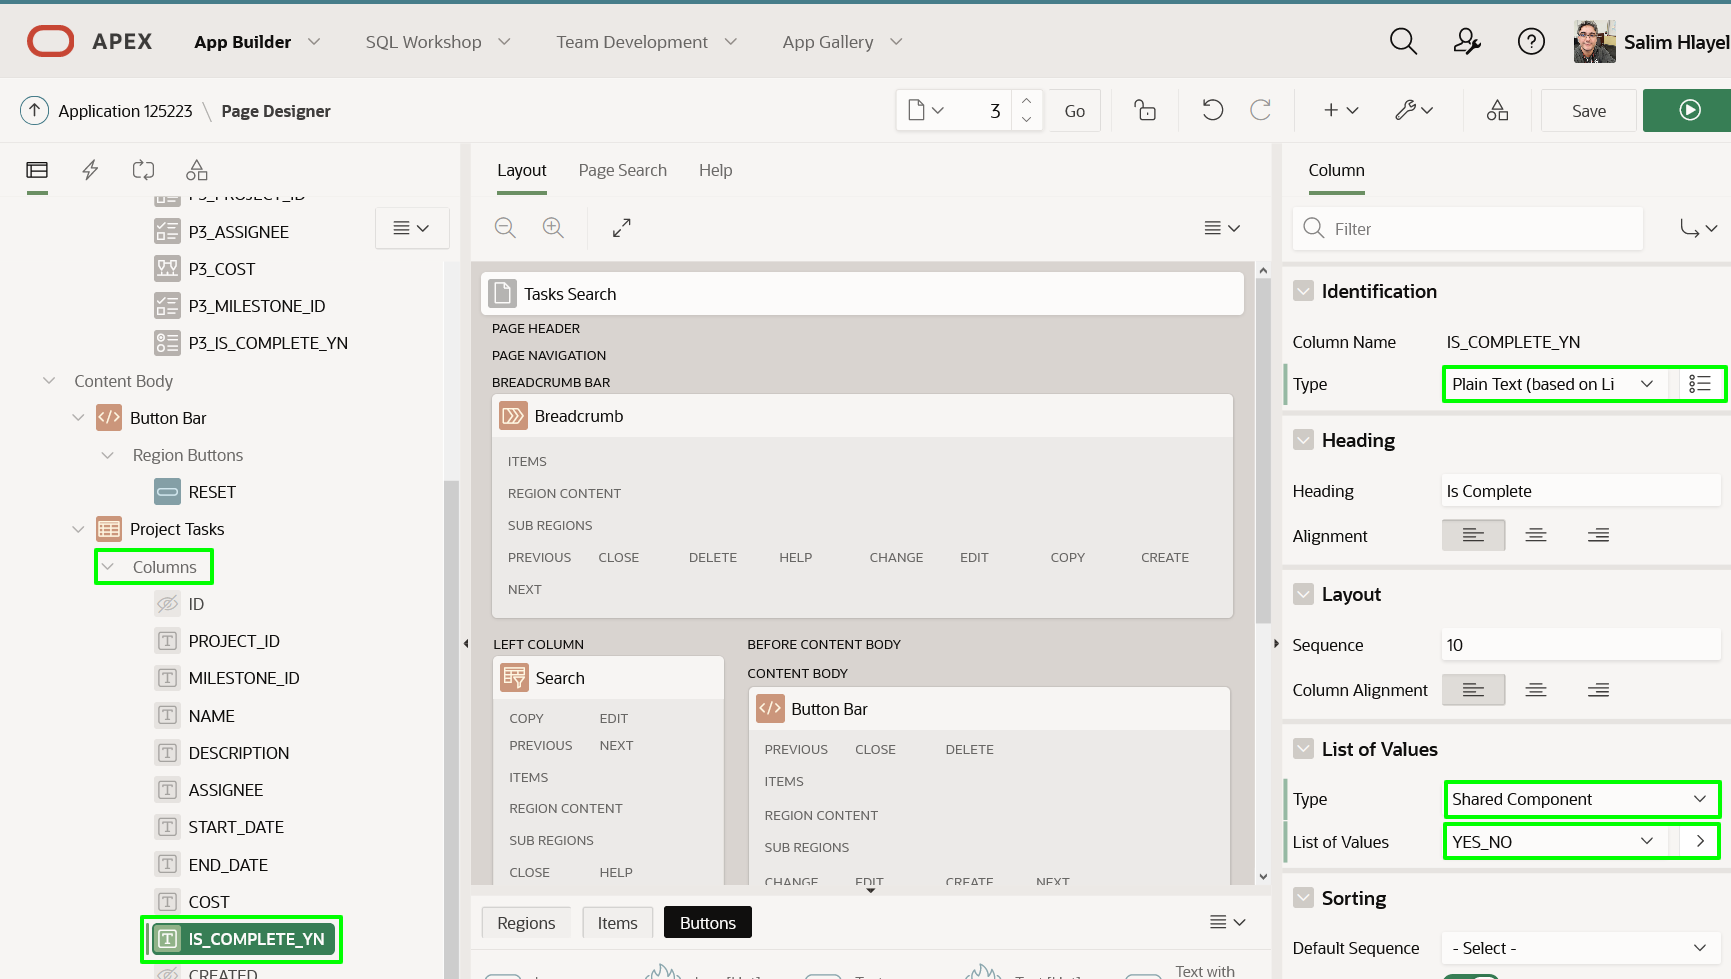 APEX App Builder SQL Workshop Team Development App Gallery Salim Hlayel
Application 125223 \ Page Designer 3 Go Save
Layout Page Search Help
Column
P3_PROJECT_ID
P3_ASSIGNEE
P3_COST
P3_MILESTONE_ID
P3_IS_COMPLETE_YN
Content Body
Button Bar
Region Buttons
RESET
Project Tasks
Columns
ID
PROJECT_ID
MILESTONE_ID
NAME
DESCRIPTION
ASSIGNEE
START_DATE
END_DATE
COST
IS_COMPLETE_YN
CREATED
Tasks Search
PAGE HEADER
PAGE NAVIGATION
BREADCRUMB BAR
Breadcrumb
ITEMS
REGION CONTENT
SUB REGIONS
PREVIOUS CLOSE DELETE HELP CHANGE EDIT COPY CREATE
NEXT
LEFT COLUMN
Search
COPY EDIT
PREVIOUS NEXT
ITEMS
REGION CONTENT
SUB REGIONS
CLOSE HELP
BEFORE CONTENT BODY
CONTENT BODY
Button Bar
PREVIOUS CLOSE DELETE
ITEMS
REGION CONTENT
SUB REGIONS
CHANGE EDIT CREATE NEXT
Regions Items Buttons
Text with
Filter
Identification
Column Name IS_COMPLETE_YN
Type Plain Text (based on Li
Heading
Heading Is Complete
Alignment
Layout
Sequence 10
Column Alignment
List of Values
Type Shared Component
List of Values YES_NO
Sorting
Default Sequence - Select -